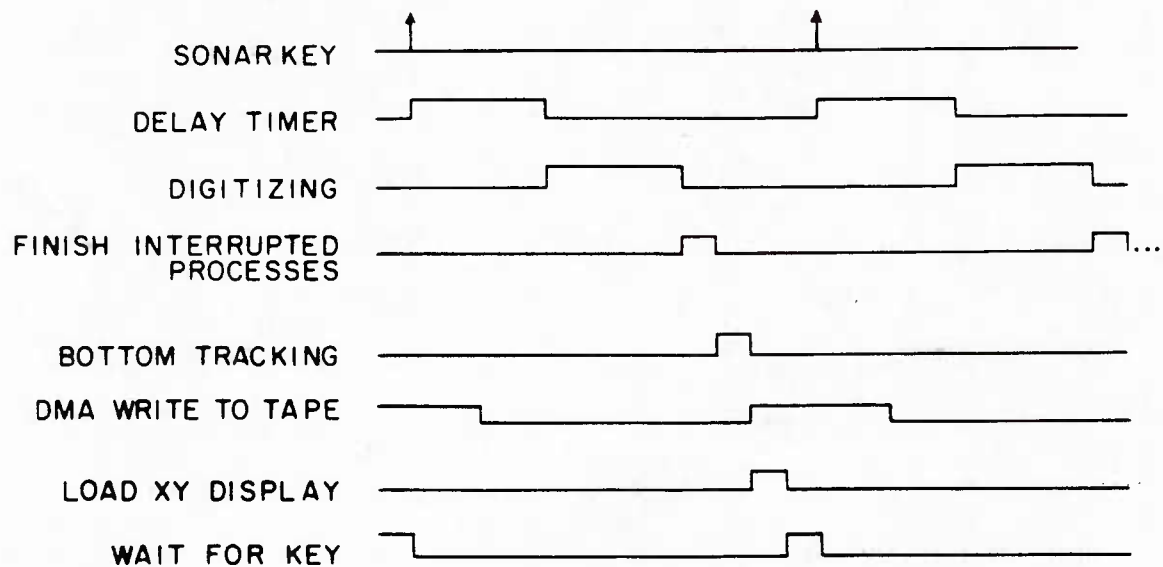 SONAR KEY
DELAY TIMER
DIGITIZING
FINISH INTERRUPTED
PROCESSES
...
BOTTOM TRACKING
DMA WRITE TO TAPE
LOAD XY DISPLAY
WAIT FOR KEY